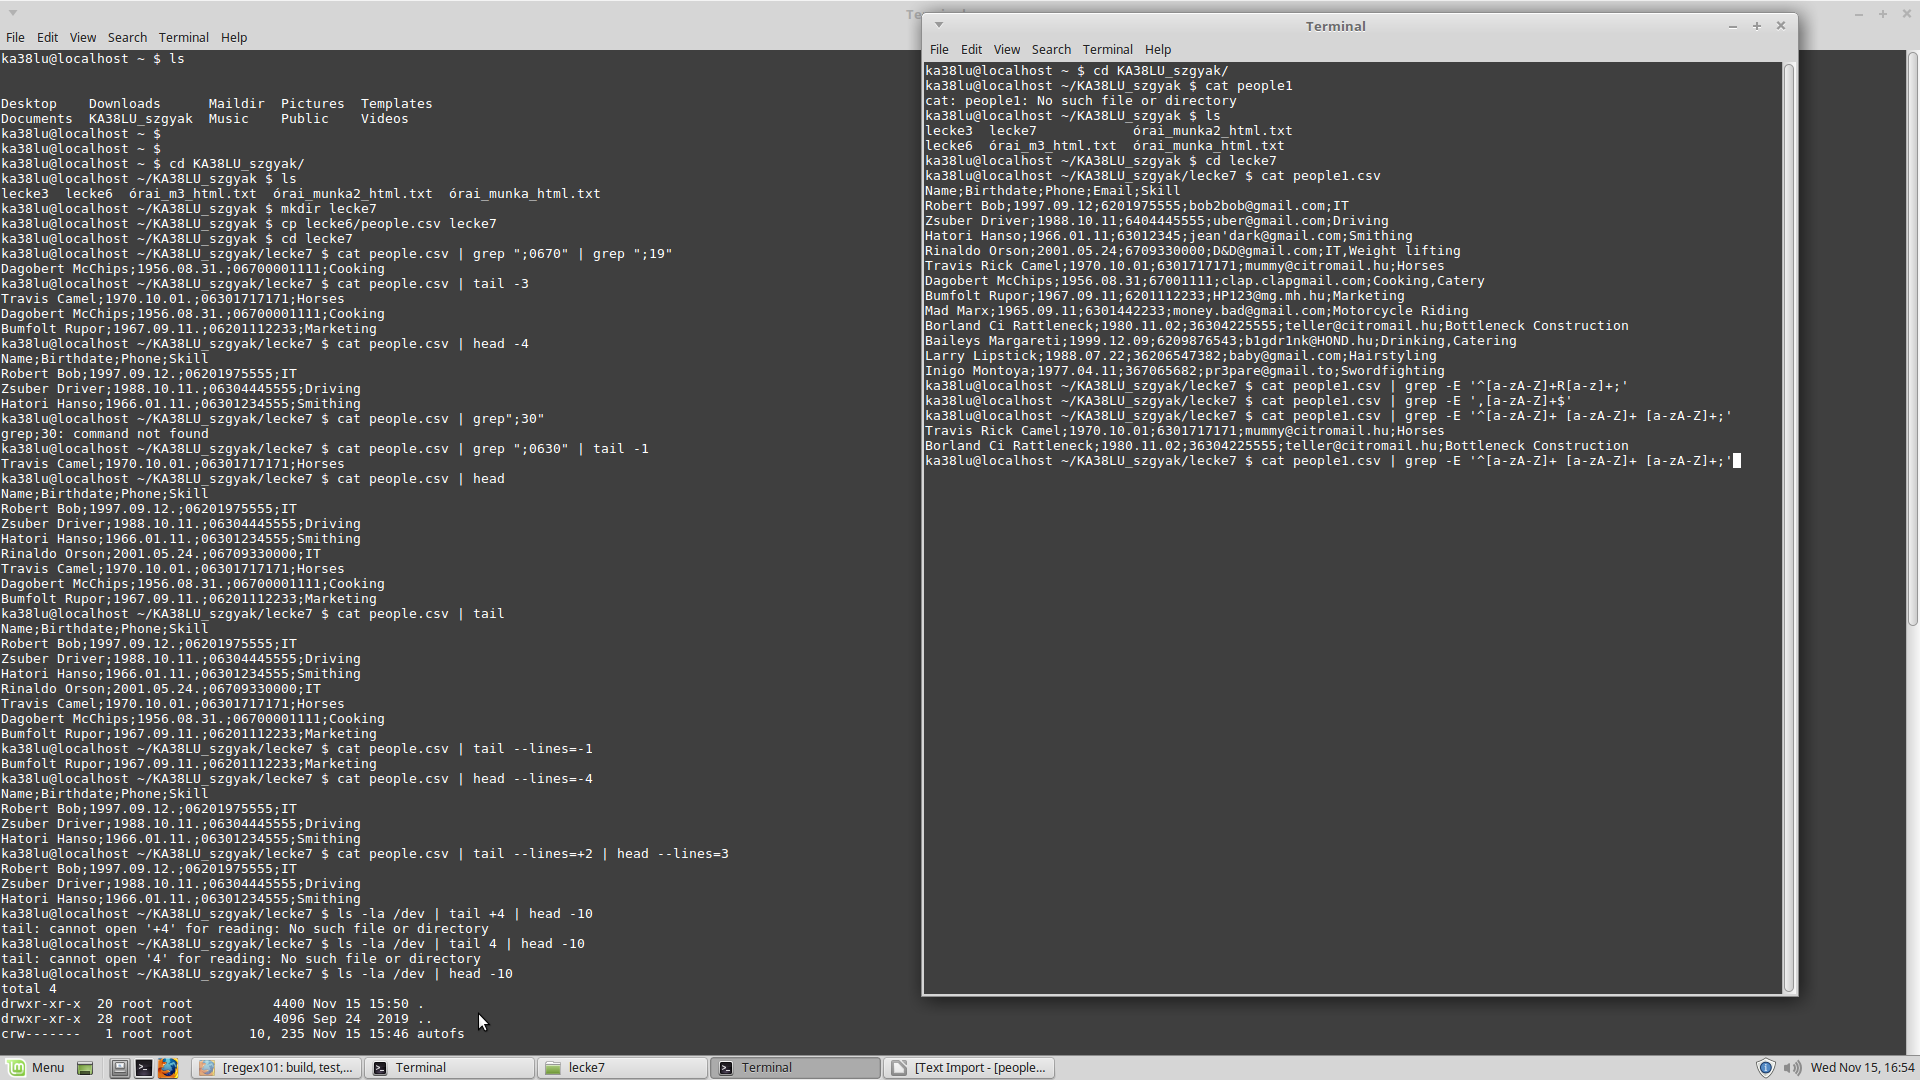 Te
File Edit View Search Terminal Help
ka38lu@localhost ~ $ ls
Desktop    Downloads      Maildir  Pictures  Templates
Documents  KA38LU_szgyak  Music    Public    Videos
ka38lu@localhost ~ $
ka38lu@localhost ~ $
ka38lu@localhost ~ $ cd KA38LU_szgyak/
ka38lu@localhost ~/KA38LU_szgyak $ ls
lecke3  lecke6  órai_m3_html.txt  órai_munka2_html.txt  órai_munka_html.txt
ka38lu@localhost ~/KA38LU_szgyak $ mkdir lecke7
ka38lu@localhost ~/KA38LU_szgyak $ cp lecke6/people.csv lecke7
ka38lu@localhost ~/KA38LU_szgyak $ cd lecke7
ka38lu@localhost ~/KA38LU_szgyak/lecke7 $ cat people.csv | grep ";0670" | grep ";19"
Dagobert McChips;1956.08.31.;06700001111;Cooking
ka38lu@localhost ~/KA38LU_szgyak/lecke7 $ cat people.csv | tail -3
Travis Camel;1970.10.01.;06301717171;Horses
Dagobert McChips;1956.08.31.;06700001111;Cooking
Bumfolt Rupor;1967.09.11.;06201112233;Marketing
ka38lu@localhost ~/KA38LU_szgyak/lecke7 $ cat people.csv | head -4
Name;Birthdate;Phone;Skill
Robert Bob;1997.09.12.;06201975555;IT
Zsuber Driver;1988.10.11.;06304445555;Driving
Hatori Hanso;1966.01.11.;06301234555;Smithing
ka38lu@localhost ~/KA38LU_szgyak/lecke7 $ cat people.csv | grep";30"
grep;30: command not found
ka38lu@localhost ~/KA38LU_szgyak/lecke7 $ cat people.csv | grep ";0630" | tail -1
Travis Camel;1970.10.01.;06301717171;Horses
ka38lu@localhost ~/KA38LU_szgyak/lecke7 $ cat people.csv | head
Name;Birthdate;Phone;Skill
Robert Bob;1997.09.12.;06201975555;IT
Zsuber Driver;1988.10.11.;06304445555;Driving
Hatori Hanso;1966.01.11.;06301234555;Smithing
Rinaldo Orson;2001.05.24.;06709330000;IT
Travis Camel;1970.10.01.;06301717171;Horses
Dagobert McChips;1956.08.31.;06700001111;Cooking
Bumfolt Rupor;1967.09.11.;06201112233;Marketing
ka38lu@localhost ~/KA38LU_szgyak/lecke7 $ cat people.csv | tail
Name;Birthdate;Phone;Skill
Robert Bob;1997.09.12.;06201975555;IT
Zsuber Driver;1988.10.11.;06304445555;Driving
Hatori Hanso;1966.01.11.;06301234555;Smithing
Rinaldo Orson;2001.05.24.;06709330000;IT
Travis Camel;1970.10.01.;06301717171;Horses
Dagobert McChips;1956.08.31.;06700001111;Cooking
Bumfolt Rupor;1967.09.11.;06201112233;Marketing
ka38lu@localhost ~/KA38LU_szgyak/lecke7 $ cat people.csv | tail --lines=-1
Bumfolt Rupor;1967.09.11.;06201112233;Marketing
ka38lu@localhost ~/KA38LU_szgyak/lecke7 $ cat people.csv | head --lines=-4
Name;Birthdate;Phone;Skill
Robert Bob;1997.09.12.;06201975555;IT
Zsuber Driver;1988.10.11.;06304445555;Driving
Hatori Hanso;1966.01.11.;06301234555;Smithing
ka38lu@localhost ~/KA38LU_szgyak/lecke7 $ cat people.csv | tail --lines=+2 | head --lines=3
Robert Bob;1997.09.12.;06201975555;IT
Zsuber Driver;1988.10.11.;06304445555;Driving
Hatori Hanso;1966.01.11.;06301234555;Smithing
ka38lu@localhost ~/KA38LU_szgyak/lecke7 $ ls -la /dev | tail +4 | head -10
tail: cannot open '+4' for reading: No such file or directory
ka38lu@localhost ~/KA38LU_szgyak/lecke7 $ ls -la /dev | tail 4 | head -10
tail: cannot open '4' for reading: No such file or directory
ka38lu@localhost ~/KA38LU_szgyak/lecke7 $ ls -la /dev | head -10
total 4
drwxr-xr-x  20 root root          4400 Nov 15 15:50 .
drwxr-xr-x  28 root root          4096 Sep 24  2019 ..
crw-------   1 root root       10, 235 Nov 15 15:46 autofs
Terminal
File Edit View Search Terminal Help
ka38lu@localhost ~ $ cd KA38LU_szgyak/
ka38lu@localhost ~/KA38LU_szgyak $ cat people1
cat: people1: No such file or directory
ka38lu@localhost ~/KA38LU_szgyak $ ls
lecke3  lecke7            órai_munka2_html.txt
lecke6  órai_m3_html.txt  órai_munka_html.txt
ka38lu@localhost ~/KA38LU_szgyak $ cd lecke7
ka38lu@localhost ~/KA38LU_szgyak/lecke7 $ cat people1.csv
Name;Birthdate;Phone;Email;Skill
Robert Bob;1997.09.12;6201975555;bob2bob@gmail.com;IT
Zsuber Driver;1988.10.11;6404445555;uber@gmail.com;Driving
Hatori Hanso;1966.01.11;63012345;jean'dark@gmail.com;Smithing
Rinaldo Orson;2001.05.24;6709330000;D&D@gmail.com;IT,Weight lifting
Travis Rick Camel;1970.10.01;6301717171;mummy@citromail.hu;Horses
Dagobert McChips;1956.08.31;67001111;clap.clapgmail.com;Cooking,Catery
Bumfolt Rupor;1967.09.11;6201112233;HP123@mg.mh.hu;Marketing
Mad Marx;1965.09.11;6301442233;money.bad@gmail.com;Motorcycle Riding
Borland Ci Rattleneck;1980.11.02;36304225555;teller@citromail.hu;Bottleneck Construction
Baileys Margareti;1999.12.09;6209876543;b1gdr1nk@HOND.hu;Drinking,Catering
Larry Lipstick;1988.07.22;36206547382;baby@gmail.com;Hairstyling
Inigo Montoya;1977.04.11;367065682;pr3pare@gmail.to;Swordfighting
ka38lu@localhost ~/KA38LU_szgyak/lecke7 $ cat people1.csv | grep -E '^[a-zA-Z]+R[a-z]+;'
ka38lu@localhost ~/KA38LU_szgyak/lecke7 $ cat people1.csv | grep -E ',[a-zA-Z]+$'
ka38lu@localhost ~/KA38LU_szgyak/lecke7 $ cat people1.csv | grep -E '^[a-zA-Z]+ [a-zA-Z]+ [a-zA-Z]+;'
Travis Rick Camel;1970.10.01;6301717171;mummy@citromail.hu;Horses
Borland Ci Rattleneck;1980.11.02;36304225555;teller@citromail.hu;Bottleneck Construction
ka38lu@localhost ~/KA38LU_szgyak/lecke7 $ cat people1.csv | grep -E '^[a-zA-Z]+ [a-zA-Z]+ [a-zA-Z]+;'
Menu
[regex101: build, test,...
Terminal
lecke7
Terminal
[Text Import - [people...
Wed Nov 15, 16:54